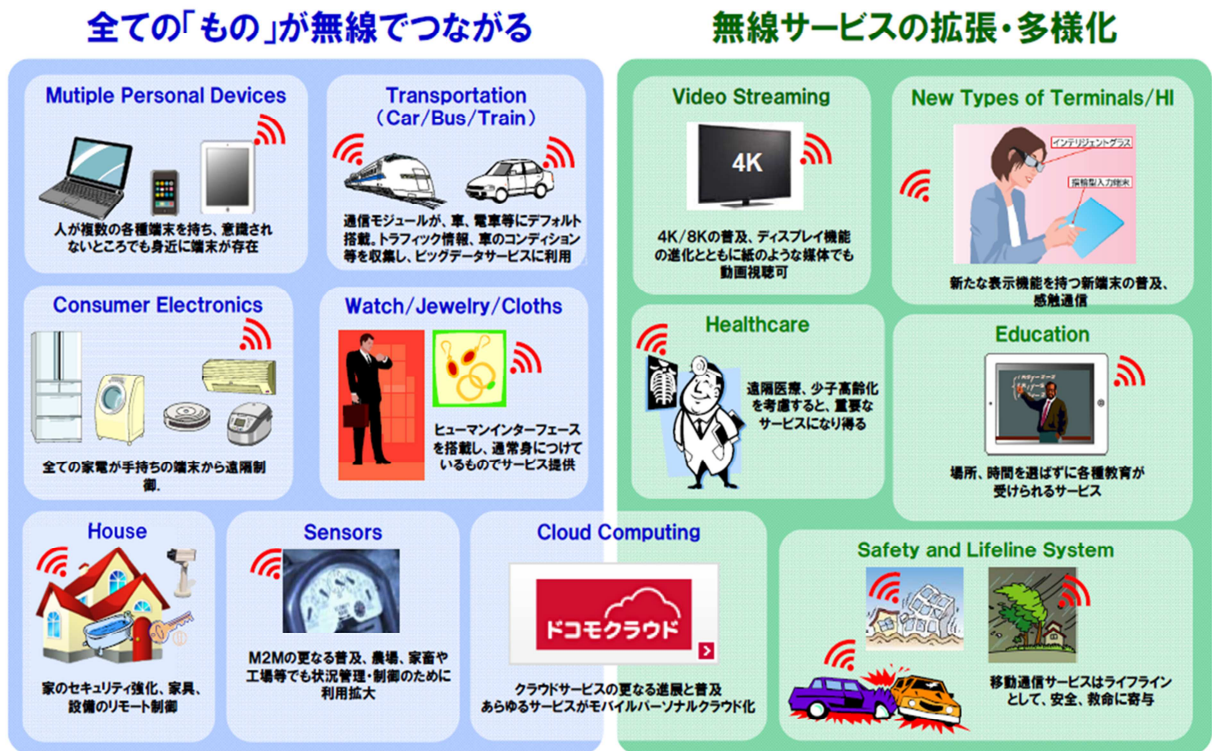 全ての「もの」が無線でつながる
Mutiple Personal Devices
人が複数の各種端末を持ち、意識され
ないところでも身近に端末が存在
Transportation
(Car/Bus/Train)
通信モジュールが、車、電車等にデフォルト
搭載。トラフィック情報、車のコンディション
等を収集し、ビッグデータサービスに利用
Consumer Electronics
全ての家電が手持ちの端末から遠隔制
御.
Watch/Jewelry/Cloths
ヒューマンインターフェース
を搭載し、通常身につけて
いるものでサービス提供
House
家のセキュリティ強化、家具、
設備のリモート制御
Sensors
M2Mの更なる普及、農場、家畜や
工場等でも状況管理・制御のために
利用拡大
Cloud Computing
ドコモクラウド
クラウドサービスの更なる進展と普及
あらゆるサービスがモバイルパーソナルクラウド化
無線サービスの拡張・多様化
Video Streaming
4K
4K/8Kの普及、ディスプレイ機能
の進化とともに紙のような媒体でも
動画視聴可
New Types of Terminals/HI
インテリジェントグラス
指輪型入力端末
新たな表示機能を持つ新端末の普及、
感触通信
Healthcare
遠隔医療、少子高齢化
を考慮すると、重要な
サービスになり得る
Education
場所、時間を選ばずに各種教育が
受けられるサービス
Safety and Lifeline System
移動通信サービスはライフライン
として、安全、救命に寄与